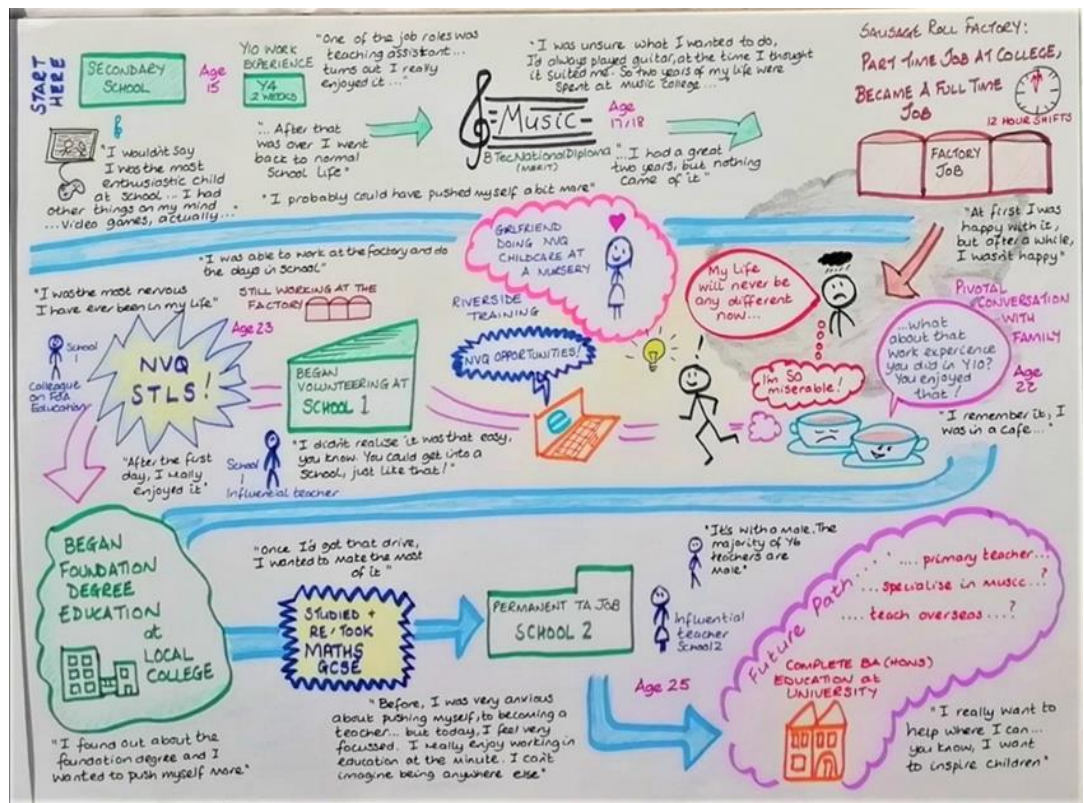 START
HERE
SECONDARY
SCHOOL
Age
15
Y10 WORK
EXPERIENCE
Y4
2 WEEKS
"One of the job roles was
teaching assistant...
turns out I really
enjoyed it..."
"I was unsure what I wanted to do,
I'd always played guitar, at the time I thought
it suited me. So two years of my life were
spent at music college..."
SAUSAGE ROLL FACTORY:
PART TIME JOB AT COLLEGE,
BECAME A FULL TIME
JOB
12 HOUR SHIFTS
"I wouldn't say
I was the most
enthusiastic child
at school... I had
other things on my mind
... Video games, actually..."
"... After that
was over I went
back to normal
School Life"
Music
BTec National Diploma
(MERIT)
Age
17/18
"...I had a great
two years, but nothing
came of it"
"I probably could have pushed myself a bit more"
FACTORY
JOB
"At first I was
happy with it,
but after a while,
I wasn't happy"
"I was able to work at the factory and do
the days in school"
GIRLFRIEND
DOING NVQ
CHILDCARE AT
A NURSERY
My Life
will never be
any different
now...
PIVOTAL
CONVERSATION
WITH
FAMILY
Age
22
"I was the most nervous
I have ever been in my life"
STILL WORKING AT THE
FACTORY
RIVERSIDE
TRAINING
...what
about that
work experience
you did in Y10?
You enjoyed
that!
School
1
Colleague
on FdA
Education
NVQ
STLS!
Age 23
BEGAN
VOLUNTEERING AT
SCHOOL 1
NVQ OPPORTUNITIES!
!
I'm SO
miserable!
"I remember it, I
was in a cafe..."
"After the first
day, I really
enjoyed it"
School
1
Influential teacher
"I didn't realise it was that easy,
you know. You could get into a
School, just like that!"
BEGAN
FOUNDATION
DEGREE
EDUCATION
at
LOCAL
COLLEGE
"Once I'd got that drive,
I wanted to make the most
of it"
STUDIED +
RE/TOOK
MATHS
GCSE
PERMANENT TA JOB
SCHOOL 2
"It's with a male. The
majority of Y6
teachers are
Male"
Influential
teacher
School 2
Future Path...
.... primary teacher...
?
...specialise in music...
.... teach overseas...?
COMPLETE BA (HONS)
EDUCATION at
UNIVERSITY
Age 25
"I found out about the
foundation degree and I
wanted to push myself more"
"Before, I was very anxious
about pushing myself, to becoming a
teacher... but today, I feel very
focussed. I really enjoy working in
education at the minute. I can't
imagine being anywhere else"
"I really want to
help where I can...
you know, I want
to inspire children"